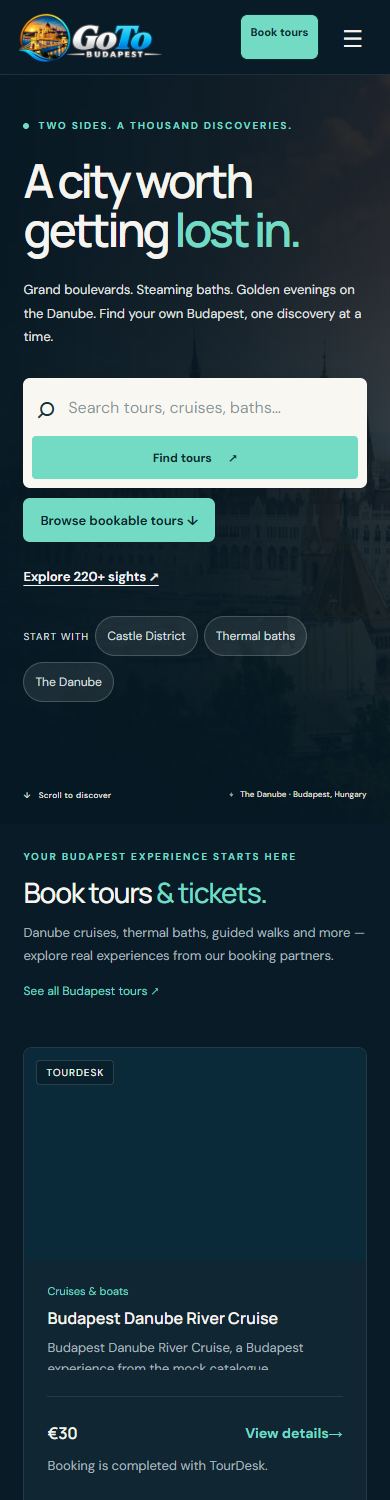 GoTo
BUDAPEST
Book tours
TWO SIDES. A THOUSAND DISCOVERIES.
A city worth
getting lost in.
Grand boulevards. Steaming baths. Golden evenings on
the Danube. Find your own Budapest, one discovery at a
time.
Search tours, cruises, baths...
Find tours ↗
Browse bookable tours ↓
Explore 220+ sights ↗
START WITH Castle District Thermal baths
The Danube
↓ Scroll to discover
The Danube · Budapest, Hungary
YOUR BUDAPEST EXPERIENCE STARTS HERE
Book tours & tickets.
Danube cruises, thermal baths, guided walks and more —
explore real experiences from our booking partners.
See all Budapest tours ↗
TOURDESK
Cruises & boats
Budapest Danube River Cruise
Budapest Danube River Cruise, a Budapest
experience from the mock catalogue
€30 View details→
Booking is completed with TourDesk.